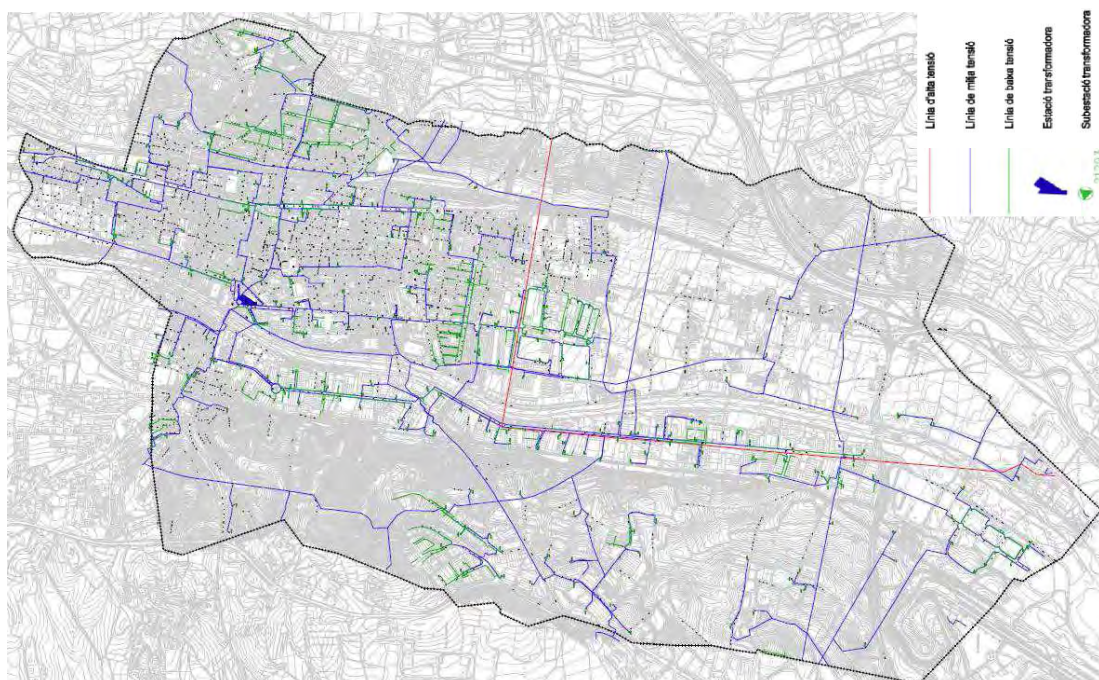 Línia d'alta tensió
Línia de mitja tensió
Línia de baixa tensió
Estació transformadora
Subestació transformadora